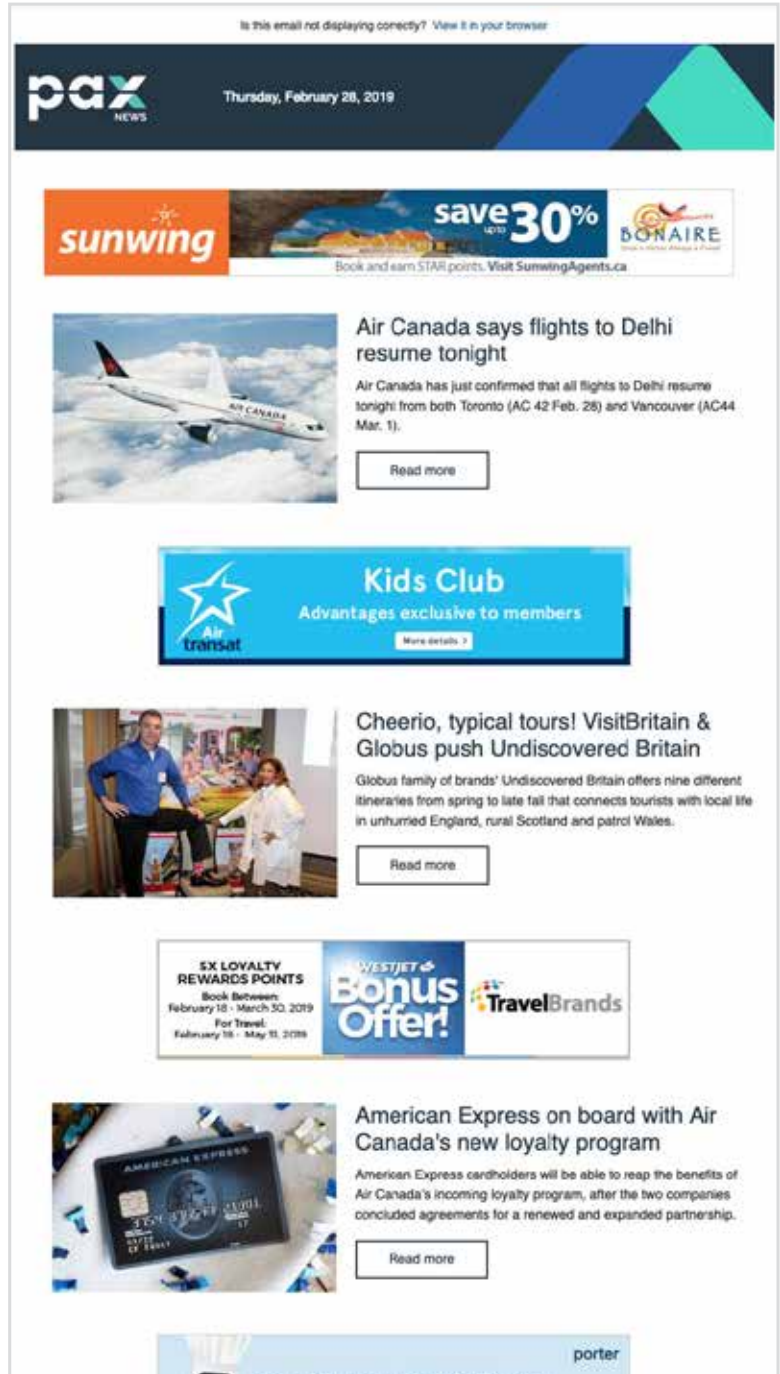 Is this email not displaying correctly? View it in your browser
pax
NEWS
Thursday, February 28, 2019
sunwing
save up to 30%
BONAIRE
Book and earn STAR points. Visit SunwingAgents.ca
Air Canada says flights to Delhi
resume tonight
AIR CANADA
Air Canada has just confirmed that all flights to Delhi resume
tonight from both Toronto (AC 42 Feb. 28) and Vancouver (AC44
Mar. 1).
Read more
Air
transat
Kids Club
Advantages exclusive to members
More details >
Cheerio, typical tours! VisitBritain &
Globus push Undiscovered Britain
Globus family of brands' Undiscovered Britain offers nine different
itineraries from spring to late fall that connects tourists with local life
in unhurried England, rural Scotland and patrol Wales.
Read more
5X LOYALTY
REWARDS POINTS
Book Between:
February 18 - March 30, 2019
For Travel:
February 18 - May 11, 2019
WESTJET
Bonus
Offer!
TravelBrands
American Express on board with Air
Canada's new loyalty program
AMERICAN EXPRESS
American Express cardholders will be able to reap the benefits of
Air Canada's incoming loyalty program, after the two companies
concluded agreements for a renewed and expanded partnership.
Read more
porter